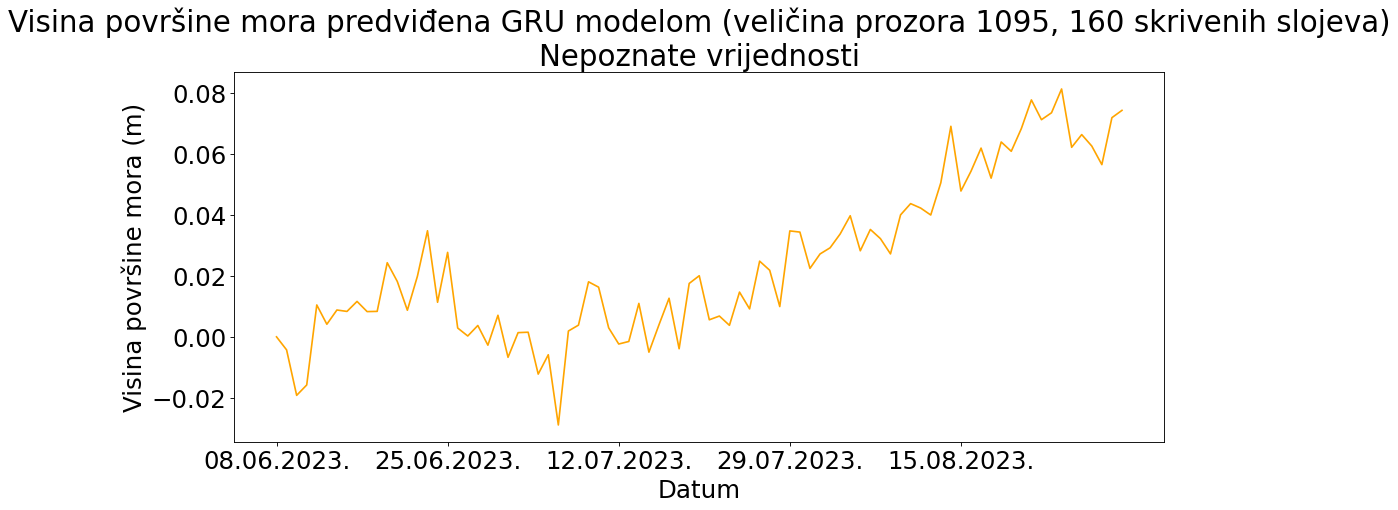 Visina površine mora predviđena GRU modelom (veličina prozora 1095, 160 skrivenih slojeva)
Nepoznate vrijednosti
Visina površine mora (m)
0.08
0.06
0.04
0.02
0.00
−0.02
08.06.2023. 25.06.2023. 12.07.2023. 29.07.2023. 15.08.2023.
Datum